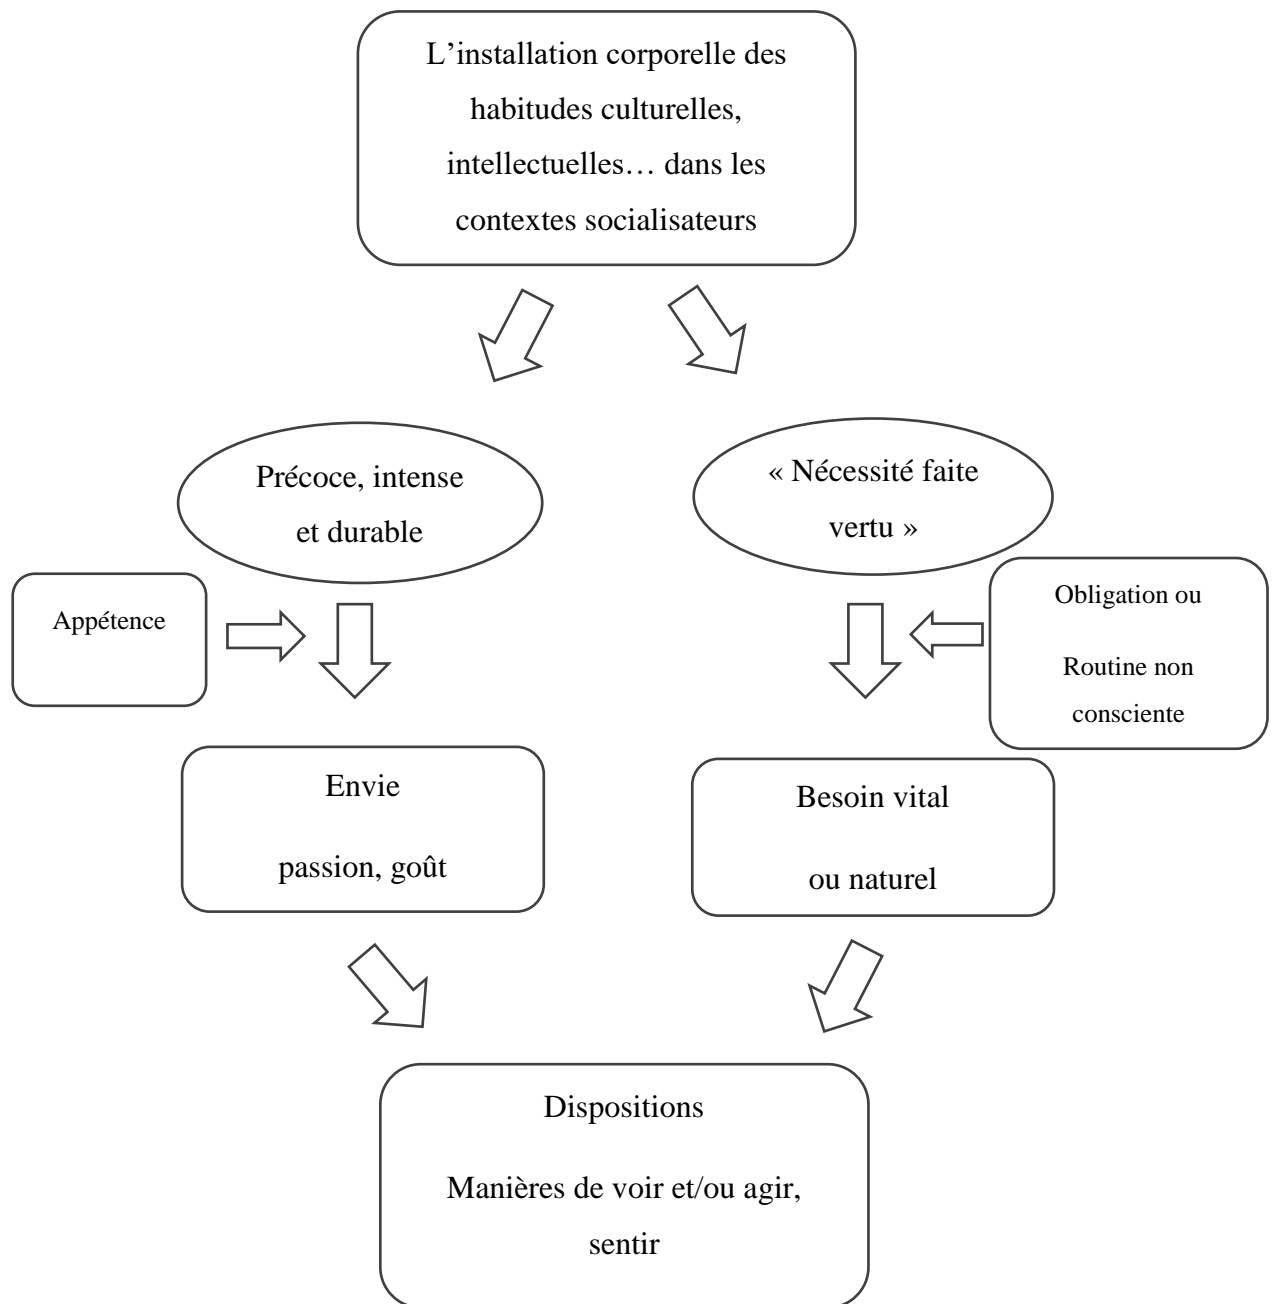 L’installation corporelle des
habitudes culturelles,
intellectuelles… dans les
contextes socialisateurs
Précoce, intense
et durable
« Nécessité faite
vertu »
Appétence
Obligation ou
Routine non
consciente
Envie
passion, goût
Besoin vital
ou naturel
Dispositions
Manières de voir et/ou agir,
sentir